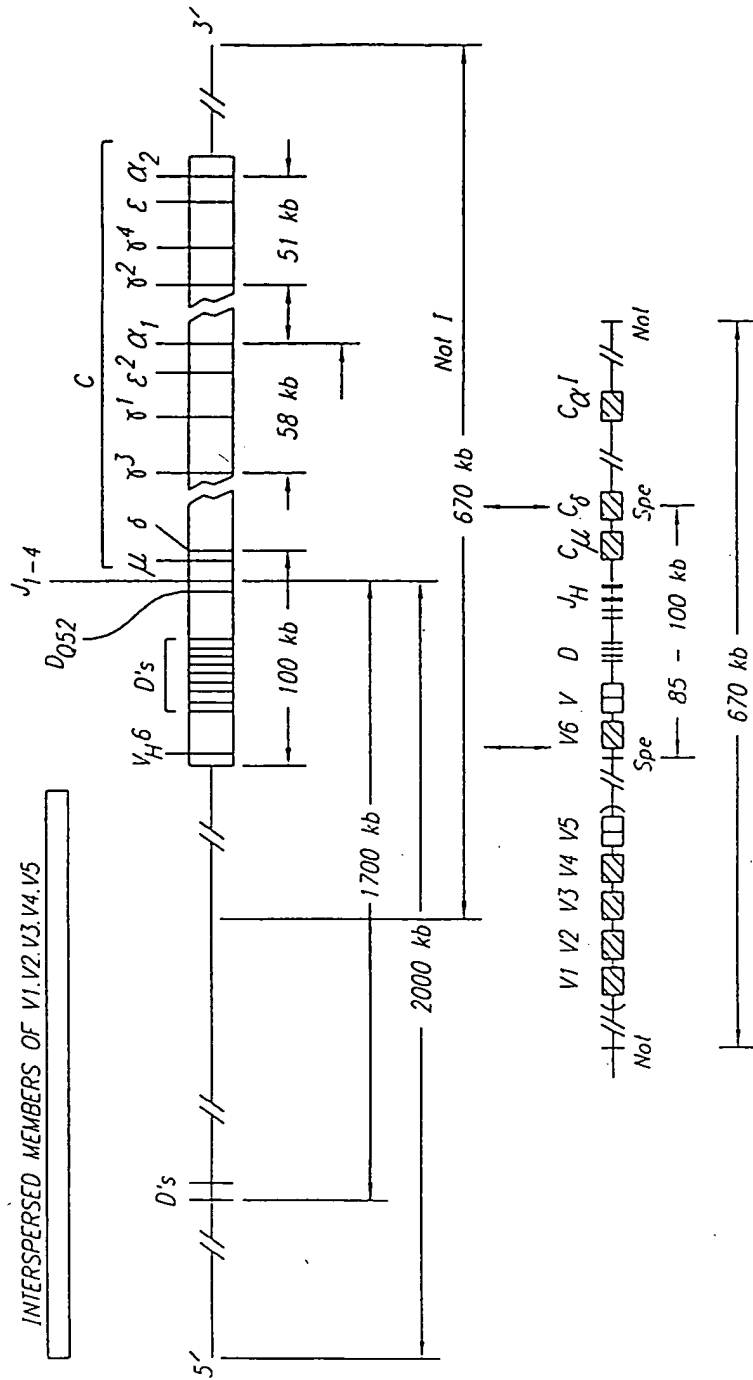 INTERSPERSED MEMBERS OF V1.V2.V3.V4.V5
C
J1-4
DQ52
D's
VH6
μ δ γ3 γ1 ε2 α1 γ2 γ4 ε α2
5'
3'
D's
100 kb
58 kb
51 kb
1700 kb
2000 kb
Not I
670 kb
V1 V2 V3 V4 V5 V6 V D JH Cμ Cδ Cα I
Not
Spe
Spe
Not
85 - 100 kb
670 kb